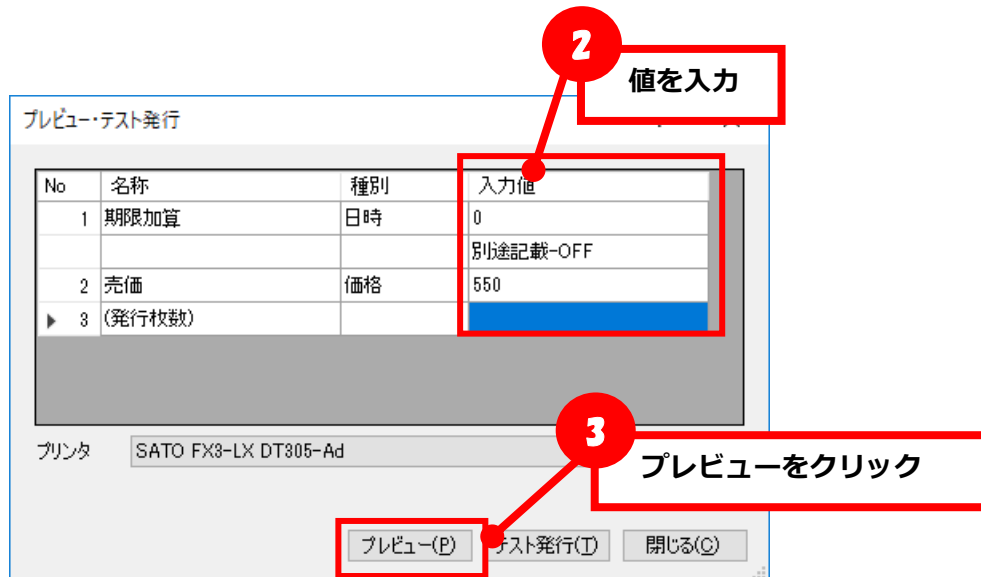 2
値を入力
プレビュー・テスト発行
No 名称 種別 入力値
1 期限加算 日時 0
別途記載-OFF
2 売価 価格 550
3 (発行枚数)
3
プレビューをクリック
プリンタ SATO FX3-LX DT305-Ad
プレビュー(P) テスト発行(T) 閉じる(C)